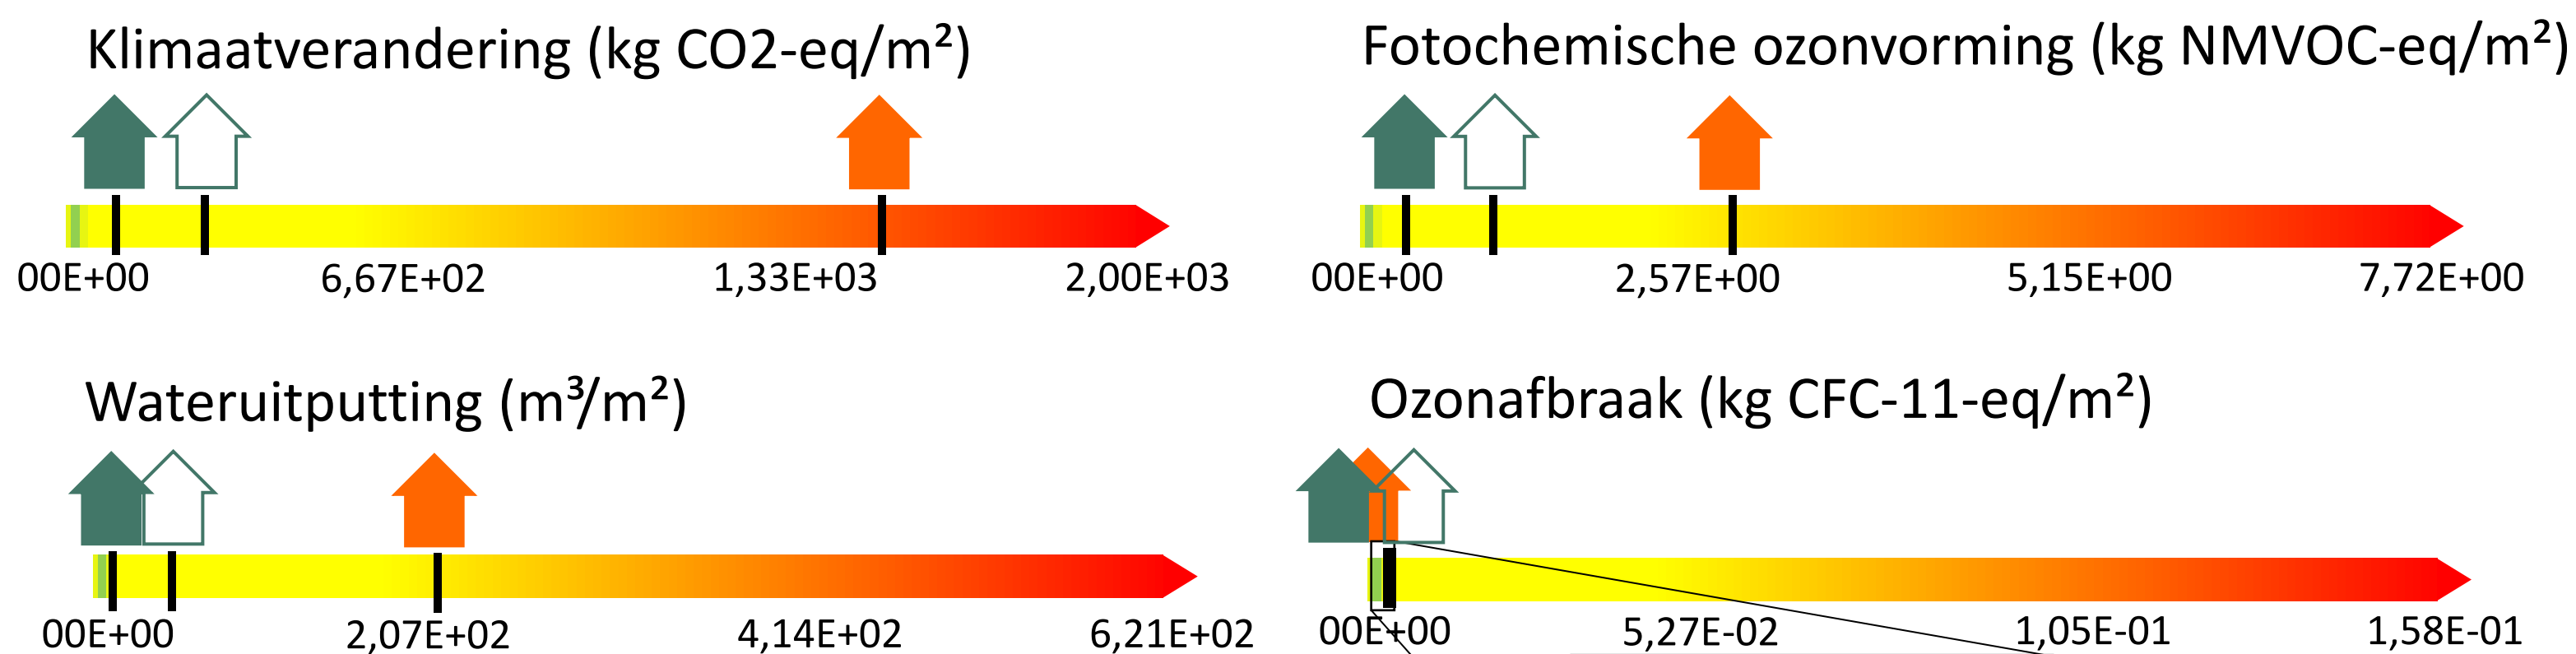 Klimaatverandering (kg CO2-eq/m²)
00E+00 6,67E+02 1,33E+03 2,00E+03
Fotochemische ozonvorming (kg NMVOC-eq/m²)
00E+00 2,57E+00 5,15E+00 7,72E+00
Wateruitputting (m³/m²)
00E+00 2,07E+02 4,14E+02 6,21E+02
Ozonafbraak (kg CFC-11-eq/m²)
00E+00 5,27E-02 1,05E-01 1,58E-01